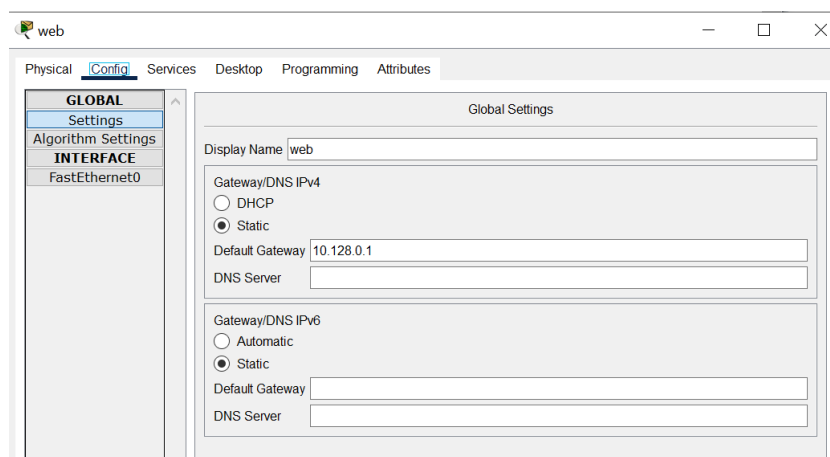 web
Physical Config Services Desktop Programming Attributes
GLOBAL
Settings
Algorithm Settings
INTERFACE
FastEthernet0
Global Settings
Display Name web
Gateway/DNS IPv4
DHCP
Static
Default Gateway 10.128.0.1
DNS Server
Gateway/DNS IPv6
Automatic
Static
Default Gateway
DNS Server